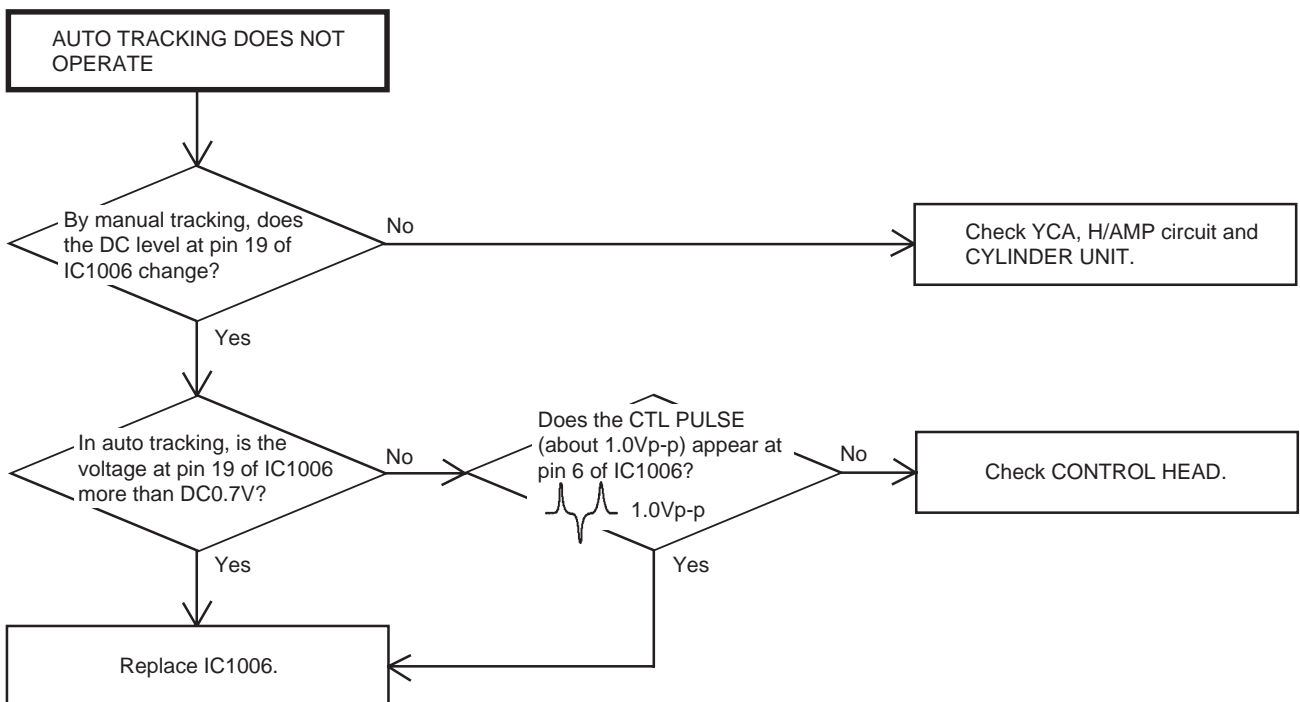 AUTO TRACKING DOES NOT
OPERATE
By manual tracking, does
the DC level at pin 19 of
IC1006 change?
No
Check YCA, H/AMP circuit and
CYLINDER UNIT.
Yes
In auto tracking, is the
voltage at pin 19 of IC1006
more than DC0.7V?
No
Does the CTL PULSE
(about 1.0Vp-p) appear at
pin 6 of IC1006?
1.0Vp-p
No
Check CONTROL HEAD.
Yes
Yes
Replace IC1006.